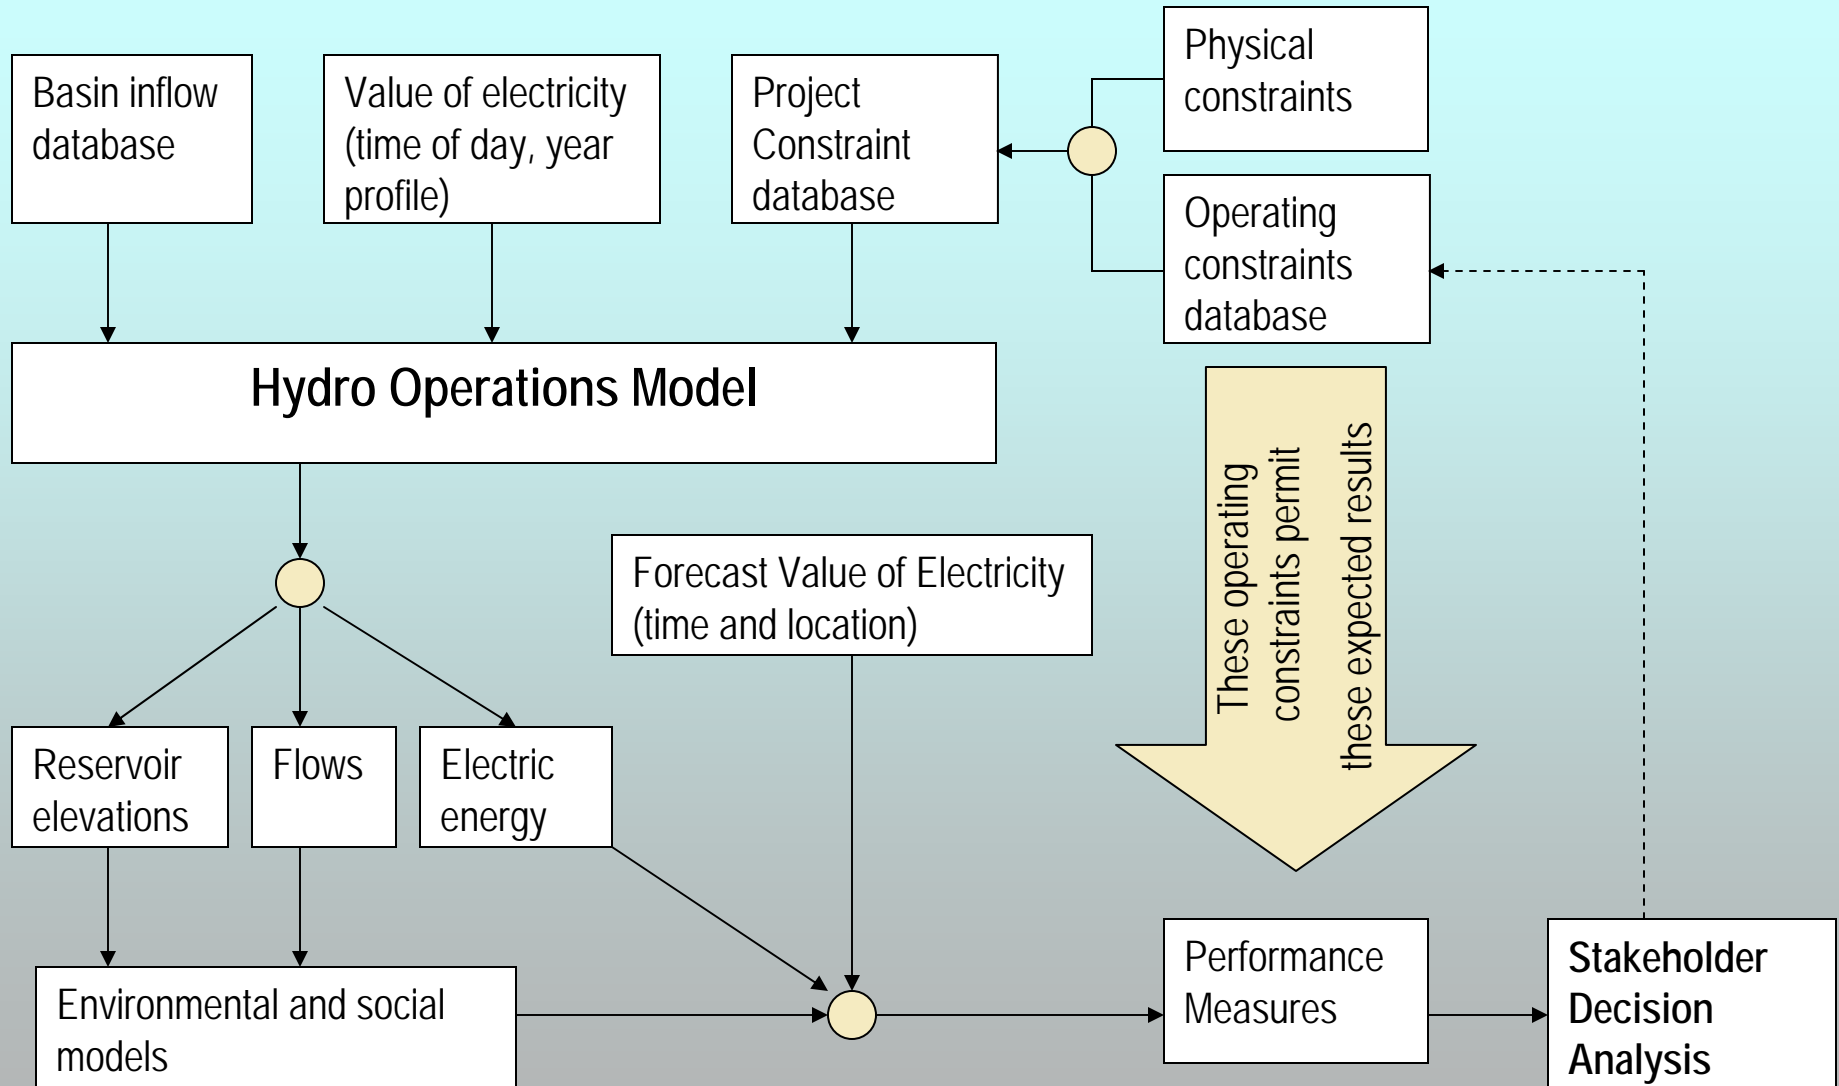 Basin inflow
database
Value of electricity
(time of day, year
profile)
Project
Constraint
database
Physical
constraints
Operating
constraints
database
Hydro Operations Model
These operating
constraints permit
these expected results
Forecast Value of Electricity
(time and location)
Reservoir
elevations
Flows
Electric
energy
Environmental and social
models
Performance
Measures
Stakeholder
Decision
Analysis